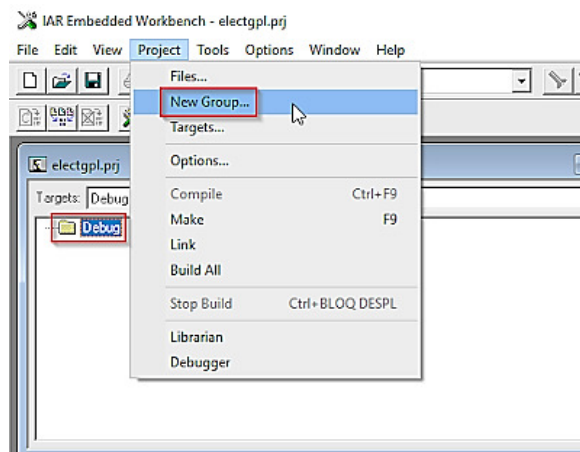 IAR Embedded Workbench - electgpl.prj
File Edit View Project Tools Options Window Help
Files...
New Group...
Targets...
electgpl.prj
Options...
Targets: Debug
Compile Ctrl+F9
Debug
Make F9
Link
Build All
Stop Build Ctrl+BLOQ DESPL
Librarian
Debugger